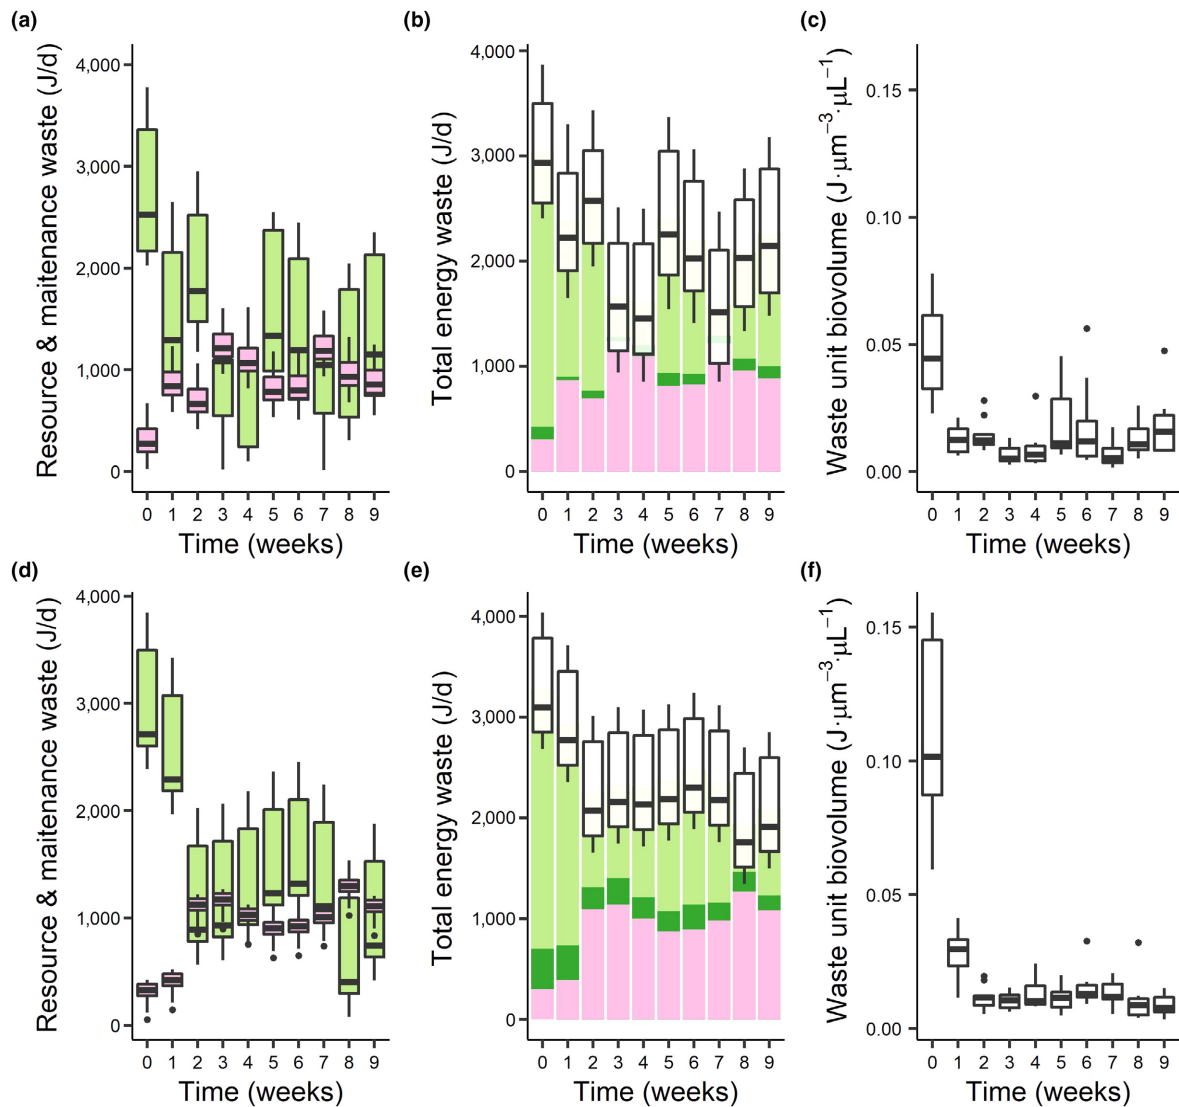 (a)
Resource & maitenance waste (J/d)
4,000
3,000
2,000
1,000
0
0 1 2 3 4 5 6 7 8 9
Time (weeks)
(b)
Total energy waste (J/d)
4,000
3,000
2,000
1,000
0
0 1 2 3 4 5 6 7 8 9
Time (weeks)
(c)
Waste unit biovolume (J·μm⁻³·μL⁻¹)
0.15
0.10
0.05
0.00
0 1 2 3 4 5 6 7 8 9
Time (weeks)
(d)
Resource & maitenance waste (J/d)
4,000
3,000
2,000
1,000
0
0 1 2 3 4 5 6 7 8 9
Time (weeks)
(e)
Total energy waste (J/d)
4,000
3,000
2,000
1,000
0
0 1 2 3 4 5 6 7 8 9
Time (weeks)
(f)
Waste unit biovolume (J·μm⁻³·μL⁻¹)
0.15
0.10
0.05
0.00
0 1 2 3 4 5 6 7 8 9
Time (weeks)